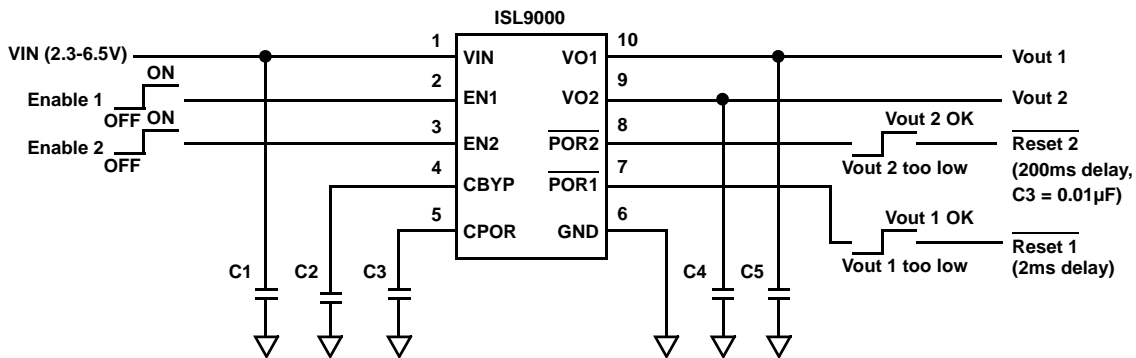 ISL9000
VIN (2.3-6.5V)
1
VIN
VO1
10
Vout 1
ON
Enable 1
OFF
2
EN1
VO2
9
Vout 2
ON
Enable 2
OFF
3
EN2
POR2
8
Vout 2 OK
Vout 2 too low
Reset 2
(200ms delay,
C3 = 0.01µF)
4
CBYP
POR1
7
Vout 1 OK
Vout 1 too low
Reset 1
(2ms delay)
5
CPOR
GND
6
C1
C2
C3
C4
C5